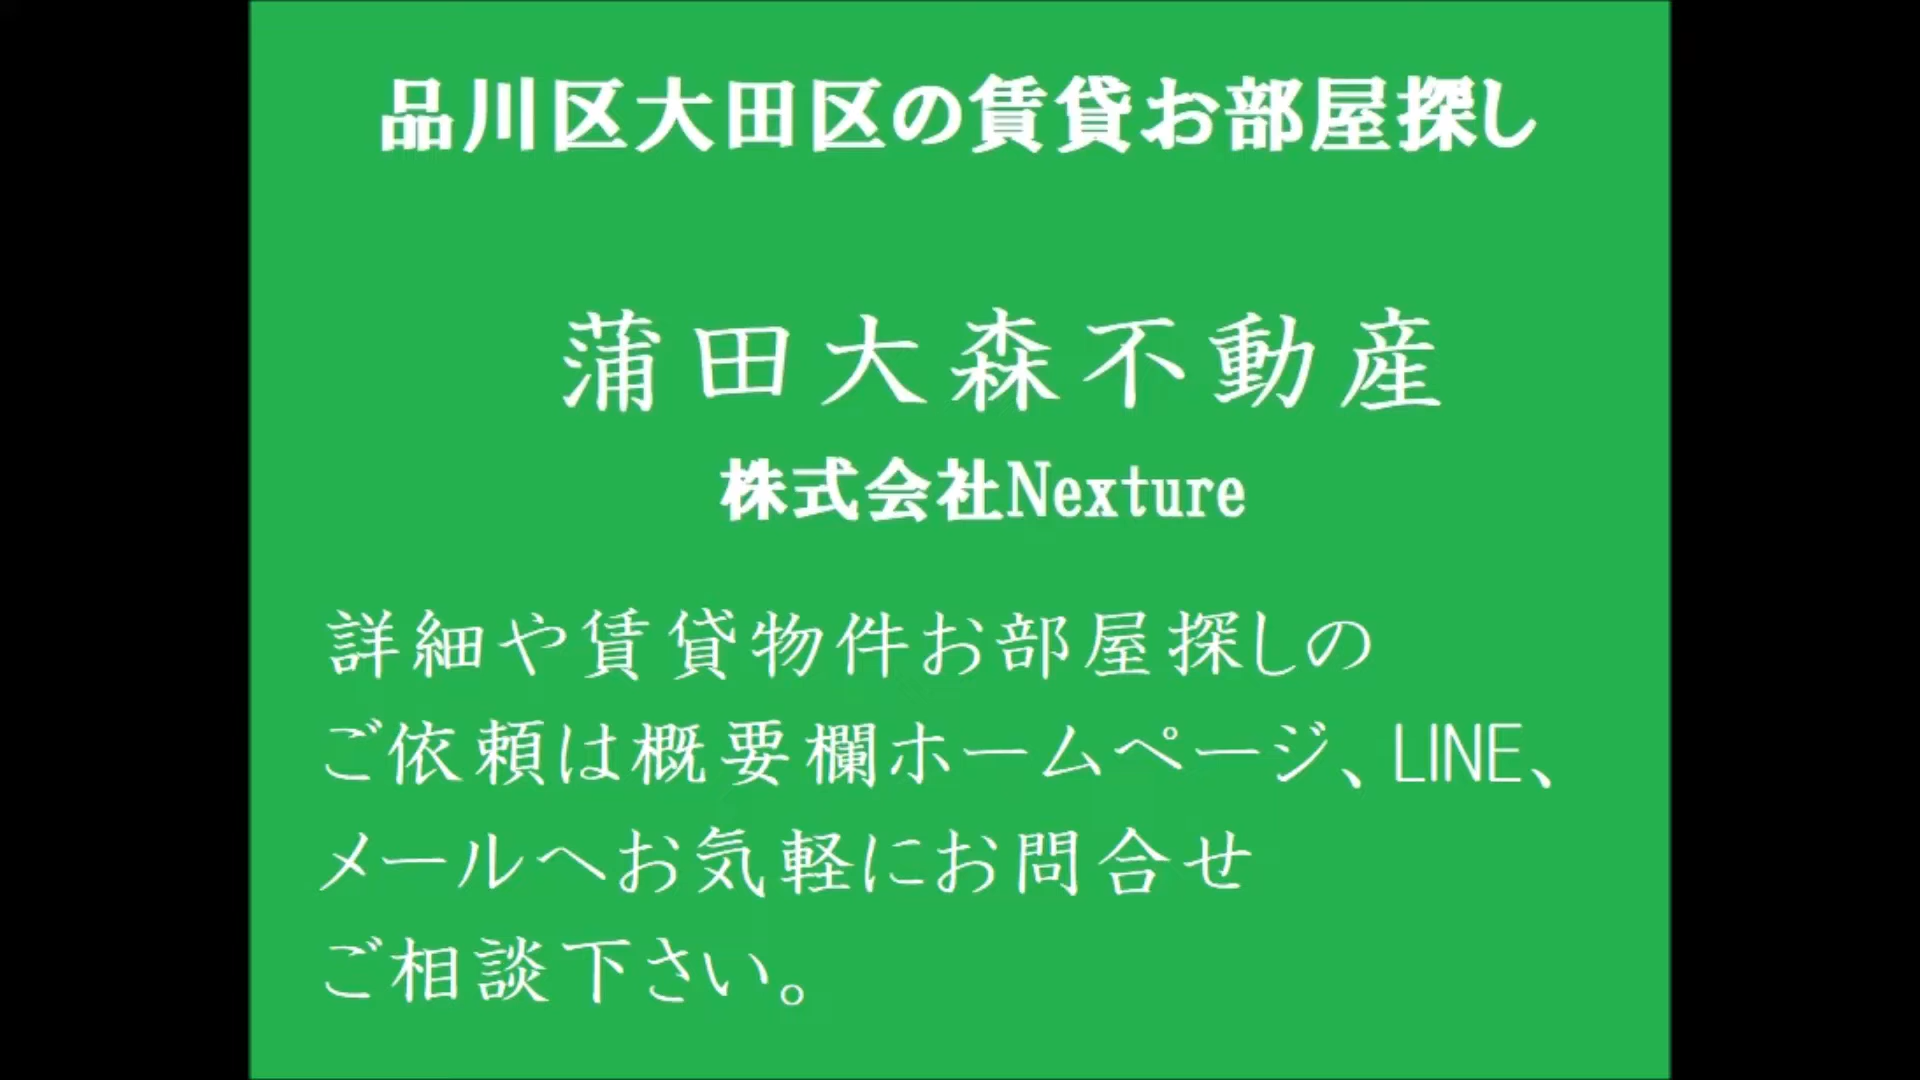 品川区大田区の賃貸お部屋探し
蒲田大森不動産
株式会社Nexture
詳細や賃貸物件お部屋探しの
ご依頼は概要欄ホームページ、LINE、
メールへお気軽にお問合せ
ご相談下さい。